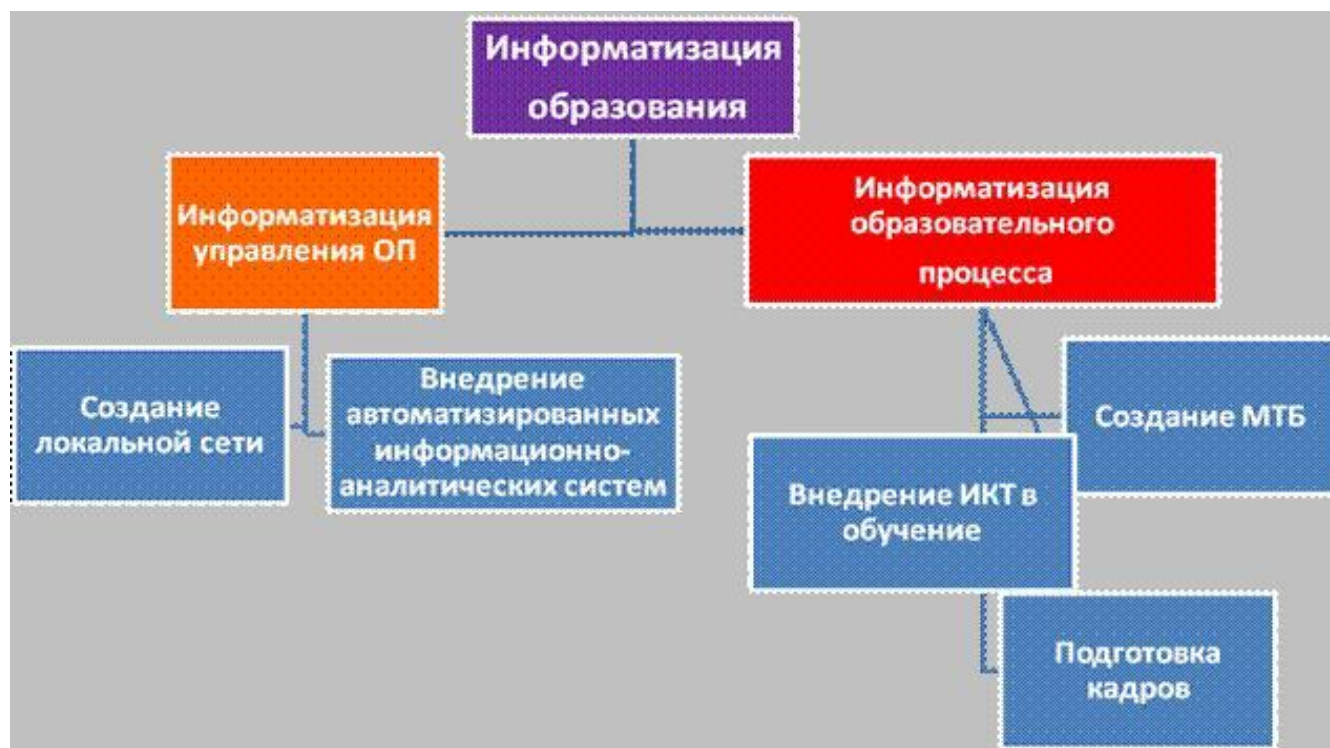 Информатизация
образования
Информатизация
управления ОП
Информатизация
образовательного
процесса
Создание
локальной сети
Внедрение
автоматизированных
информационно-
аналитических систем
Создание МТБ
Внедрение ИКТ в
обучение
Подготовка
кадров